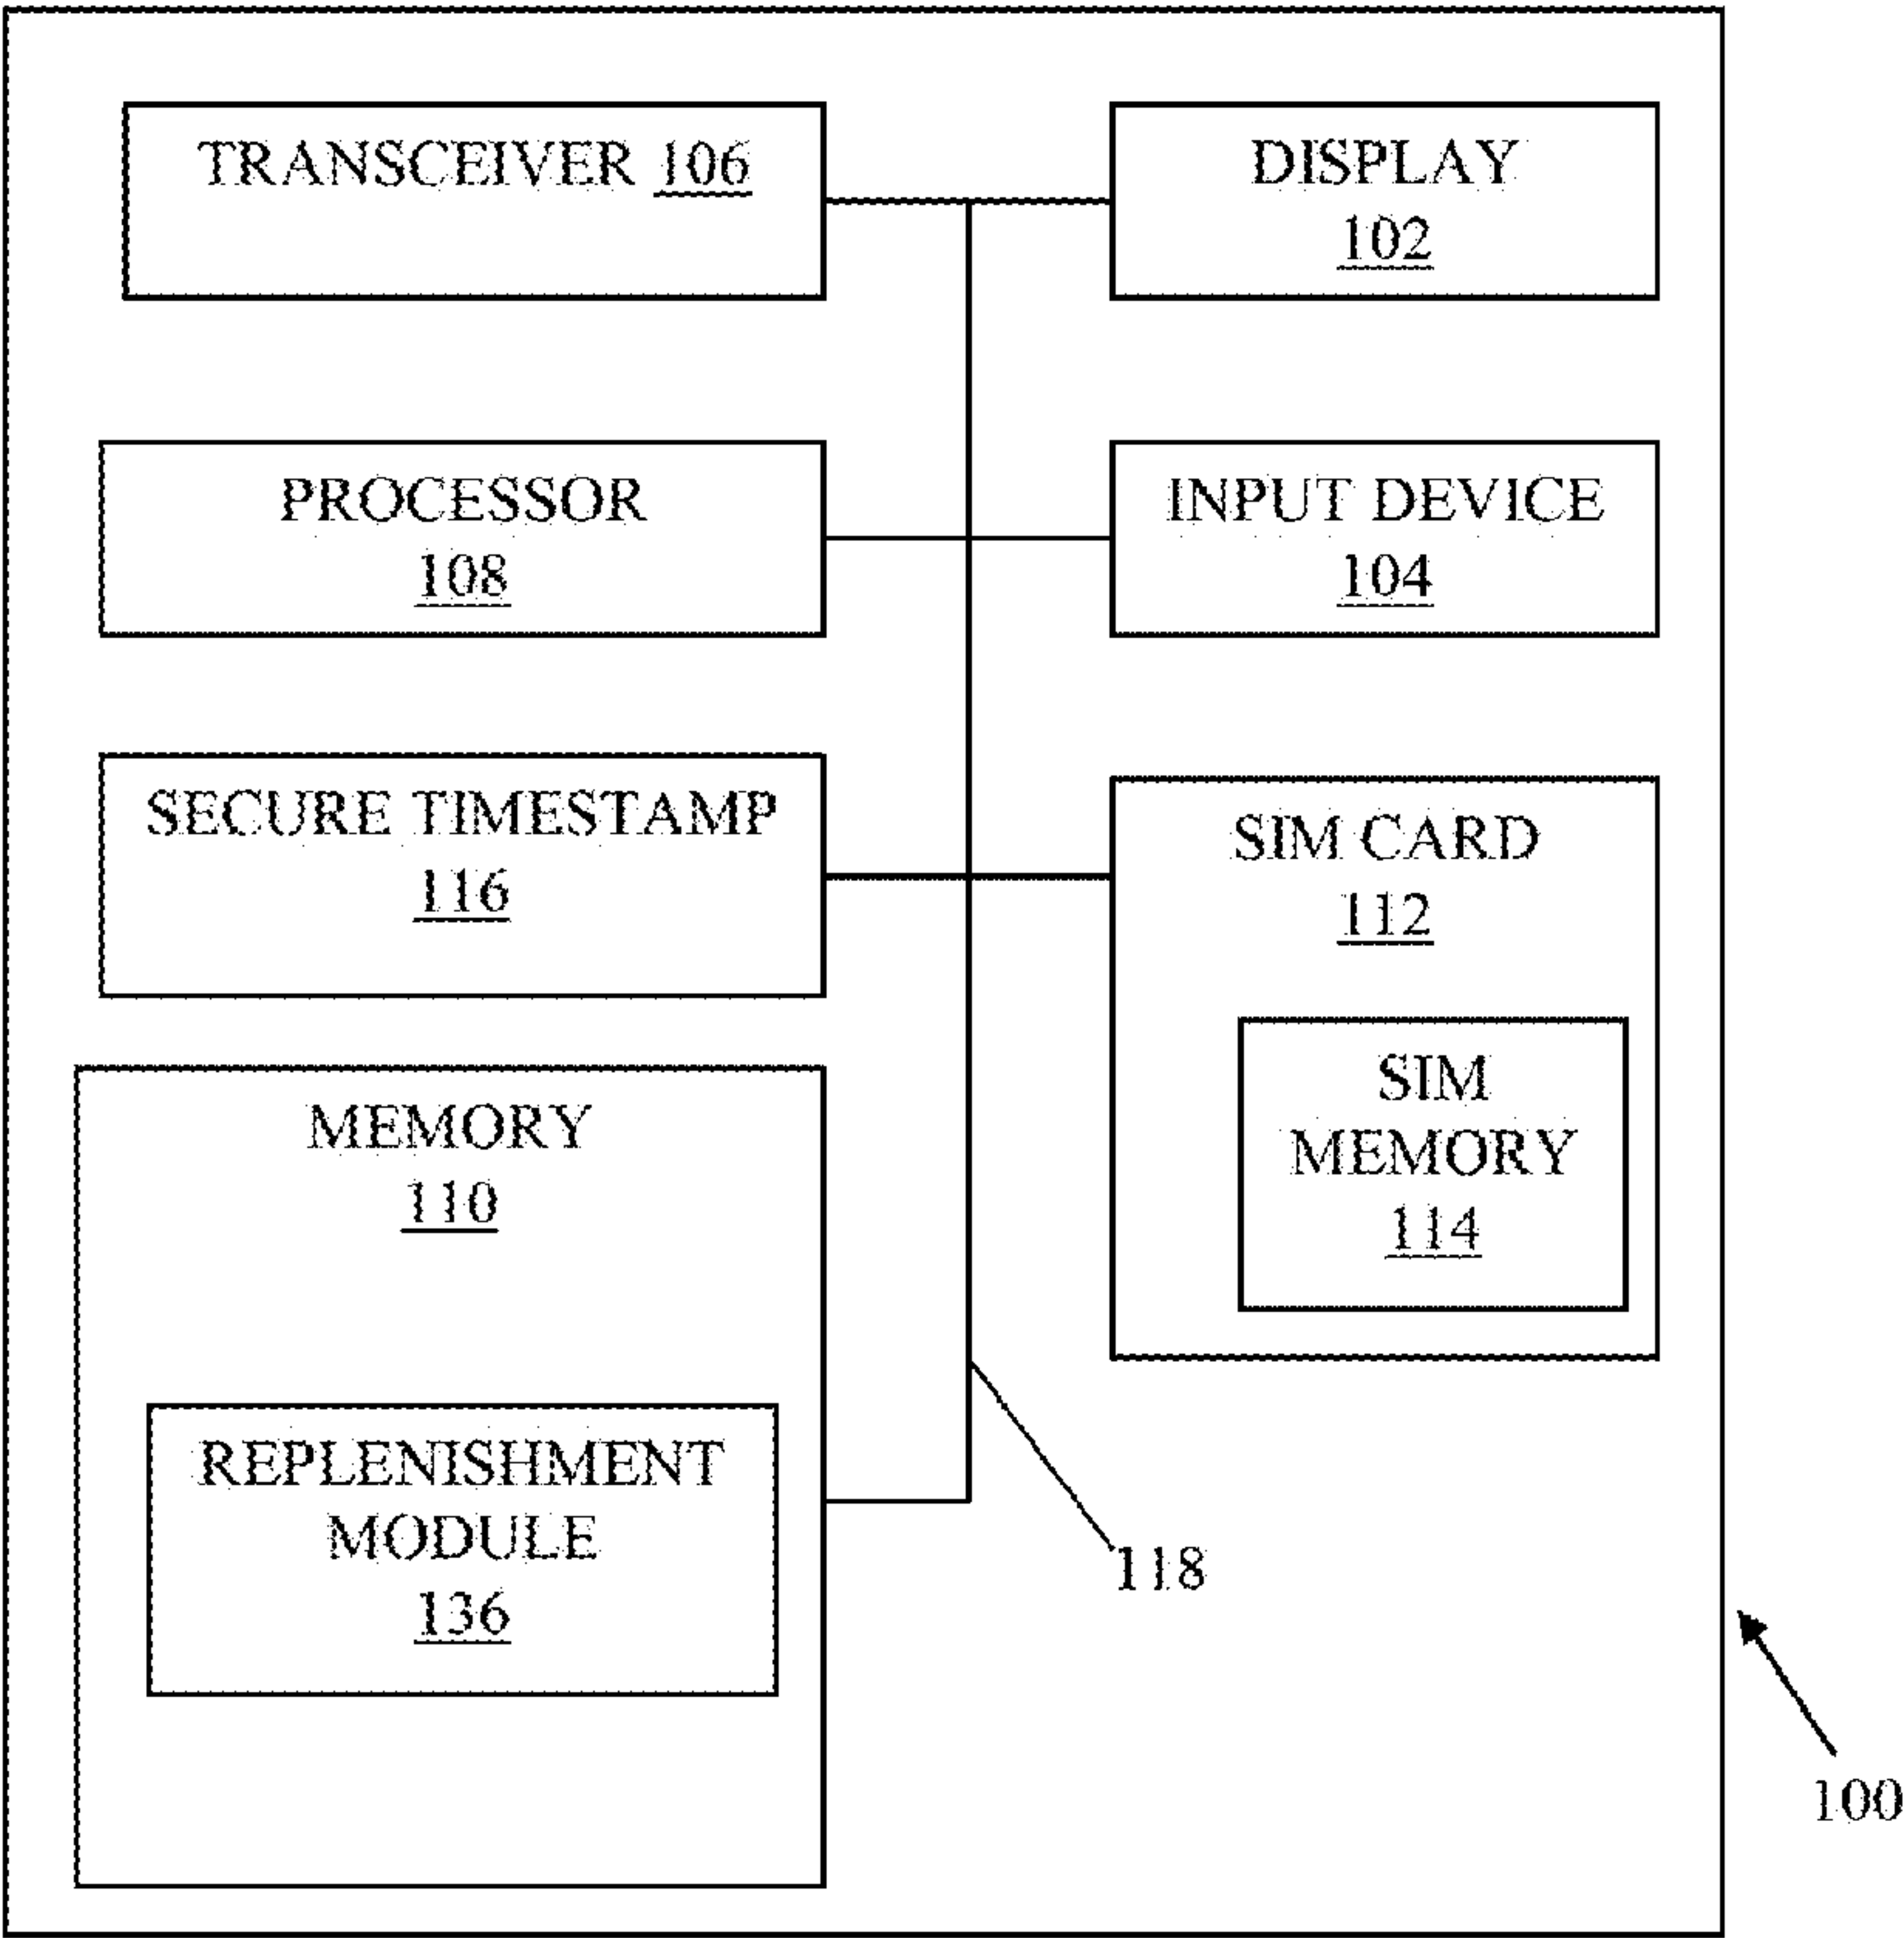 TRANSCEIVER 106
DISPLAY
102
PROCESSOR
108
INPUT DEVICE
104
SECURE TIMESTAMP
116
SIM CARD
112
SIM
MEMORY
114
MEMORY
110
REPLENISHMENT
MODULE
136
118
100